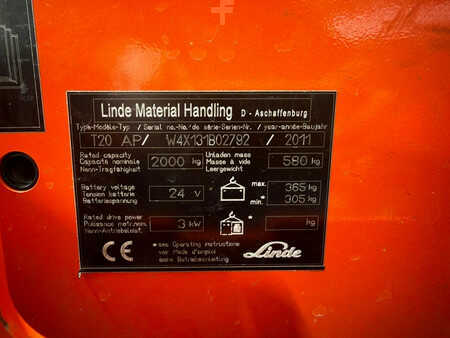 Linde Material Handling D - Aschaffenburg
Type-Modèle-Typ / Serial no.-No./de série-Serien-Nr. / year-année-Baujahr
T20 AP / W4X131B02792 / 2011
Rated capacity
Capacité nominale 2000 kg
Nenn-Tragfähigkeit
Unladen mass
Masse à vide 580 kg
Leergewicht
Battery voltage
Tension batterie 24 V
Batteriespannung
max. 365 kg
min.* 305 kg
Rated drive power
Puissance motr.nom. 3 kW
Nenn-Antriebsleist.
kg
* see Operating instructions
voir Mode d'emploi
siehe Betriebsanleitung
CE
Linde